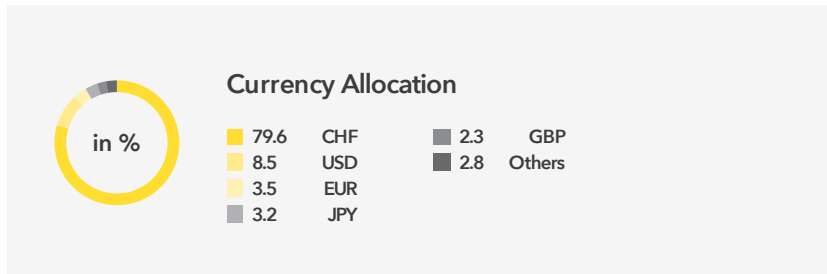 Currency Allocation
in %
79.6 CHF
8.5 USD
3.5 EUR
3.2 JPY
2.3 GBP
2.8 Others